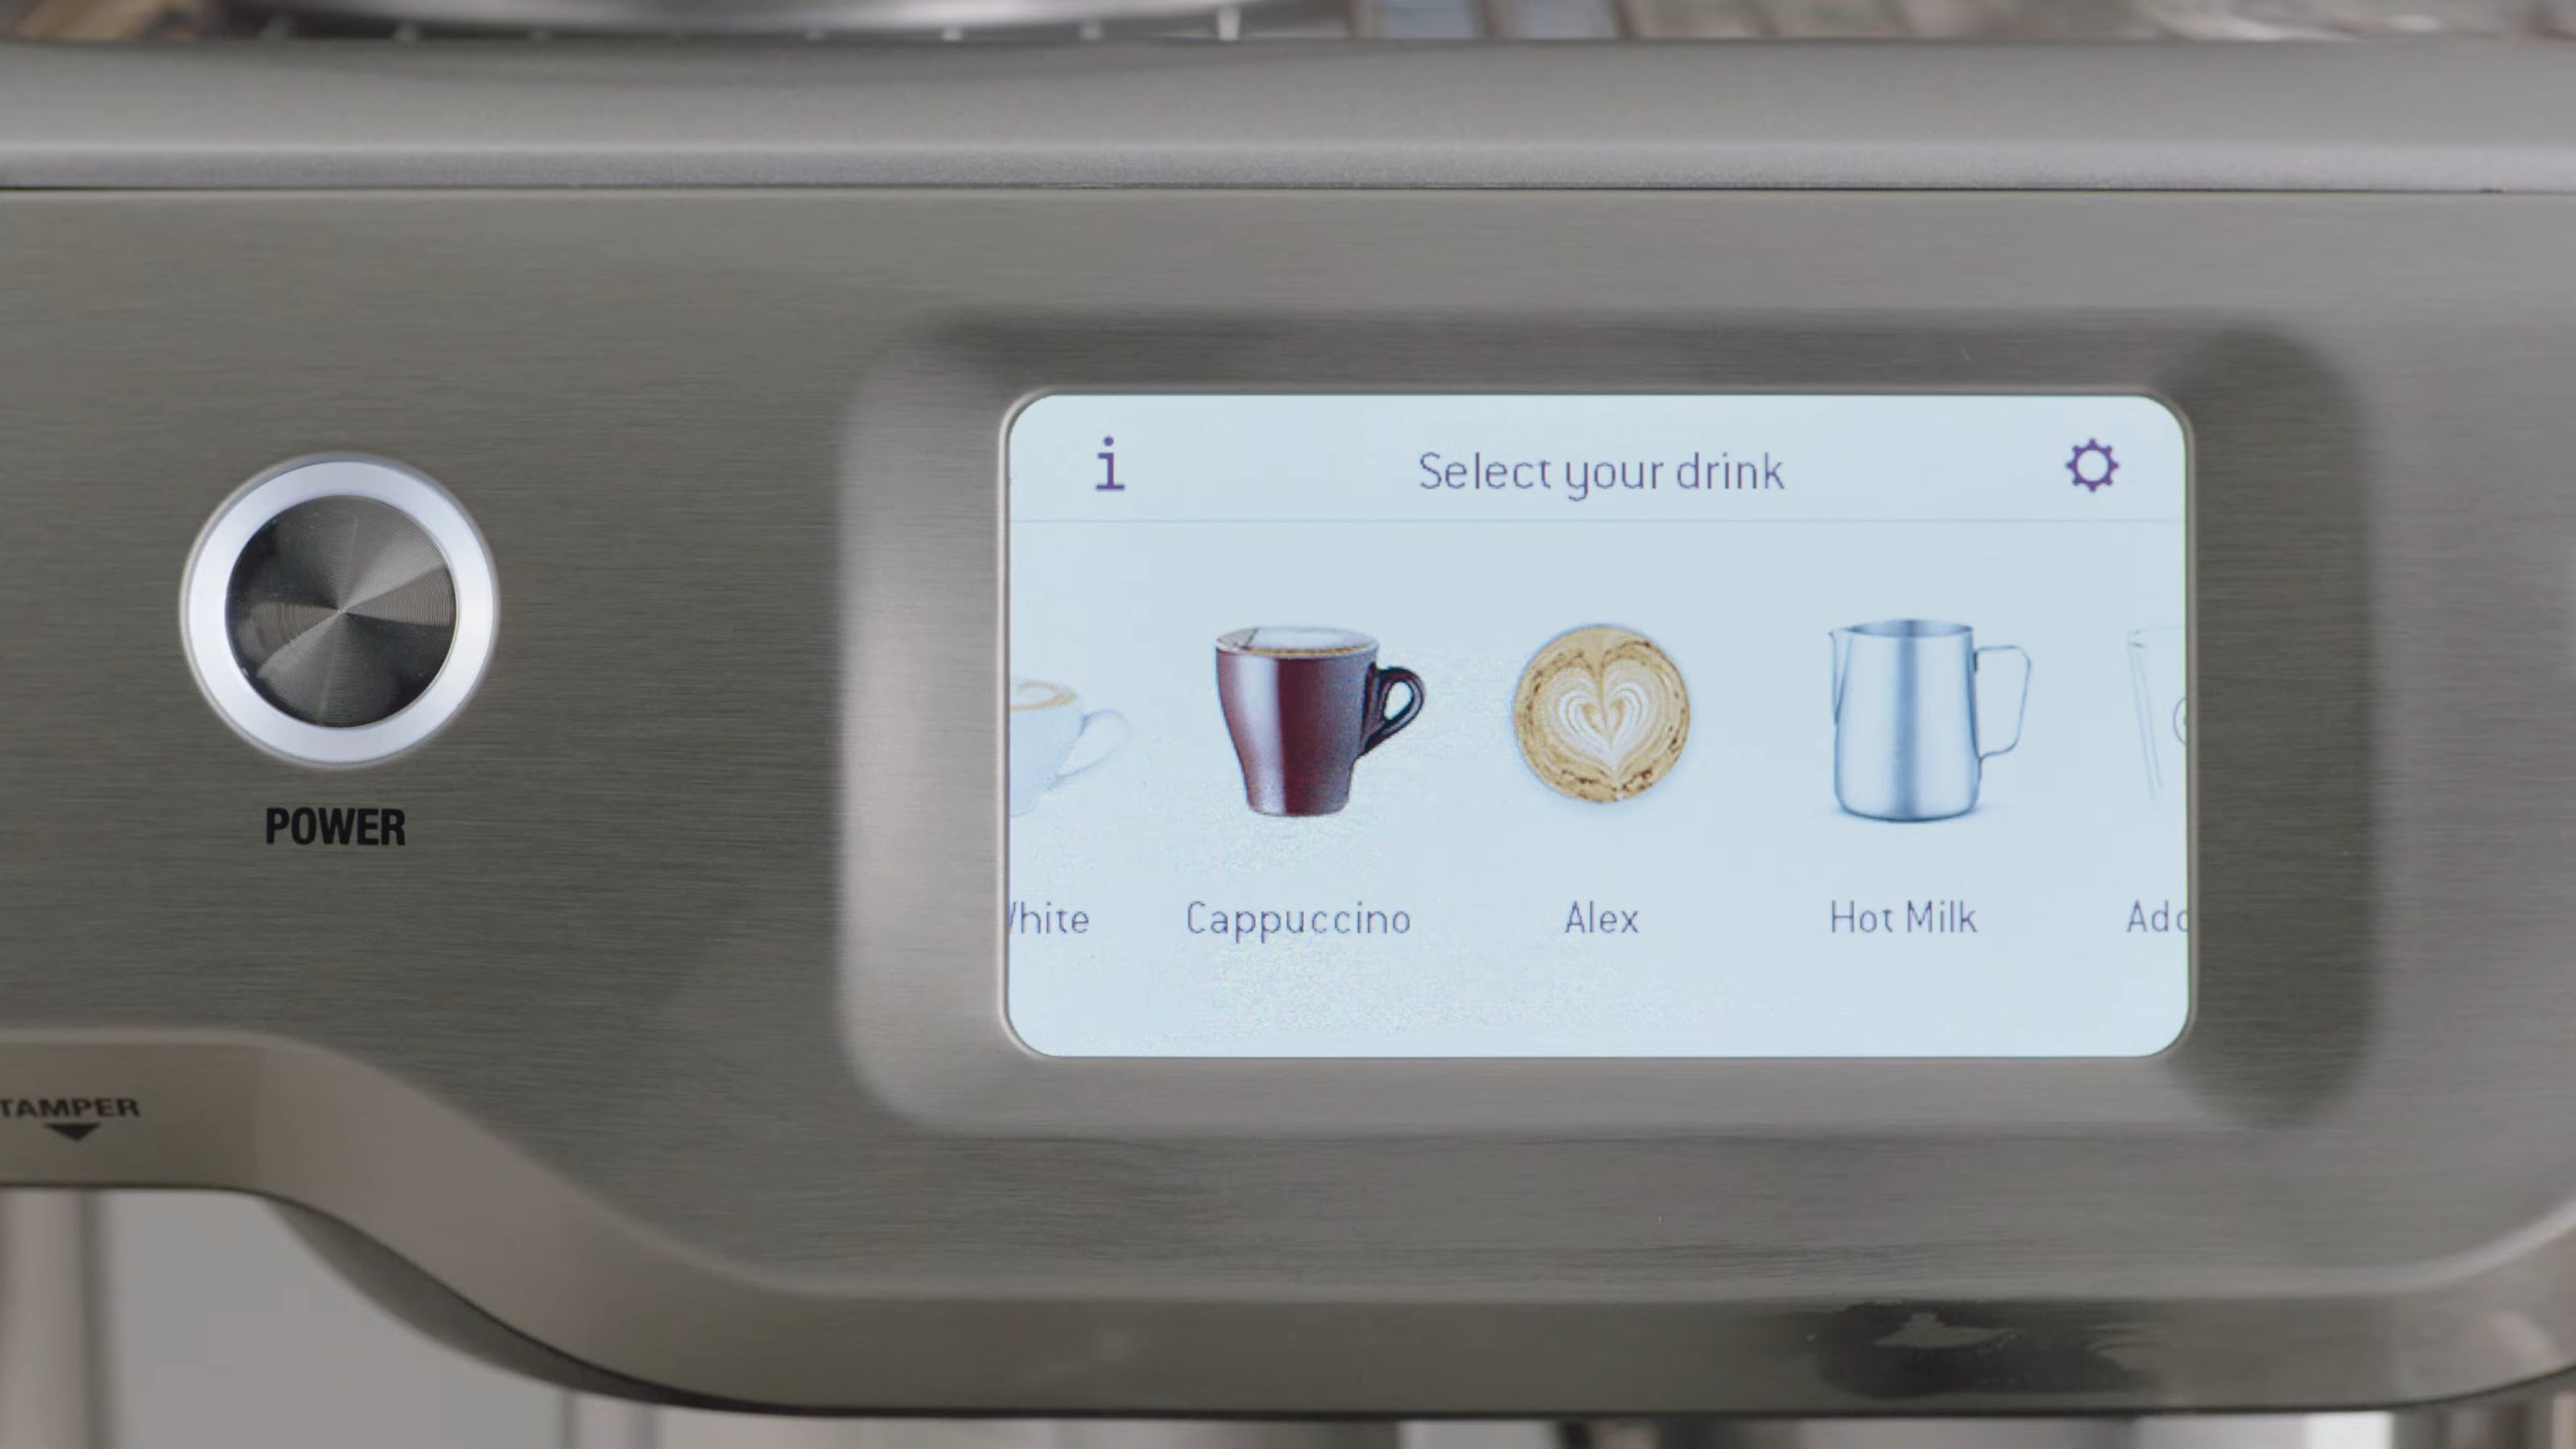 i
Select your drink
Cappuccino
Alex
Hot Milk
POWER
TAMPER